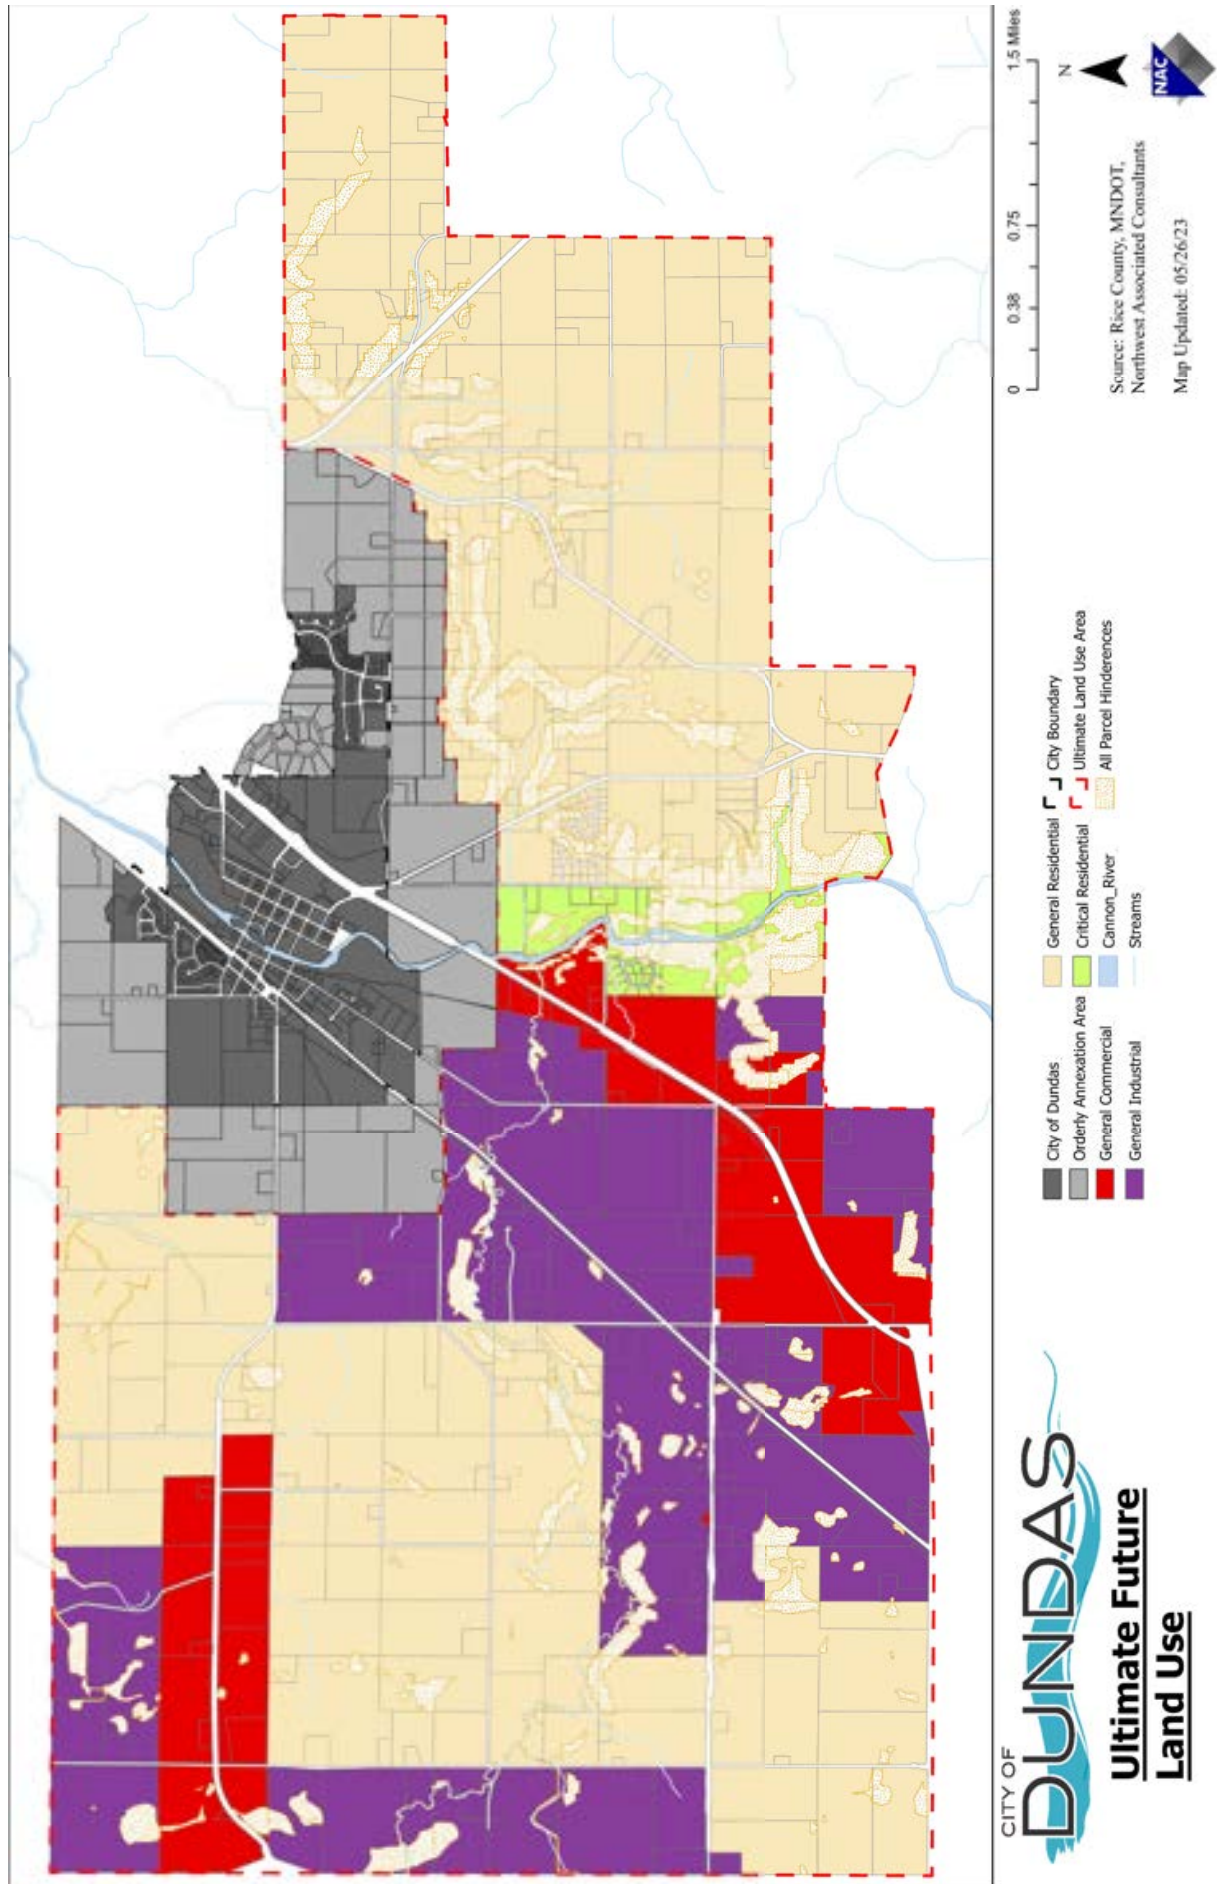 CITY OF
DUNDAS
Ultimate Future
Land Use
City of Dundas
Orderly Annexation Area
General Commercial
General Industrial
General Residential
Critical Residential
Cannon_River
Streams
City Boundary
Ultimate Land Use Area
All Parcel Hinderences
0 0.38 0.75 1.5 Miles
N
Source: Rice County, MNDOT,
Northwest Associated Consultants
Map Updated: 05/26/23
NAC